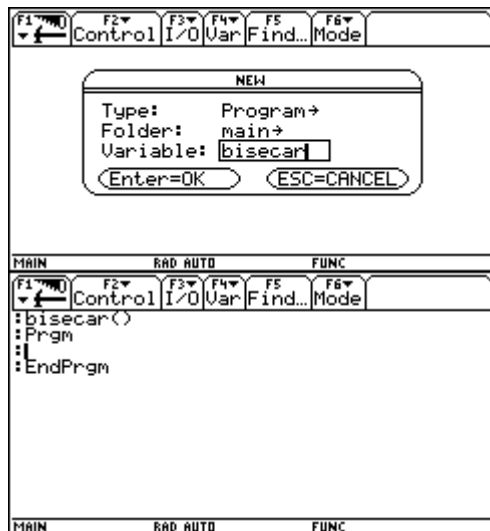 F1 F2 Control F3 I/O F4 Var F5 Find… F6 Mode
NEW
Type: Program→
Folder: main→
Variable: bisecar
Enter=OK ESC=CANCEL
MAIN RAD AUTO FUNC
F1 F2 Control F3 I/O F4 Var F5 Find… F6 Mode
:bisecar()
:Prgm
:
:EndPrgm
MAIN RAD AUTO FUNC